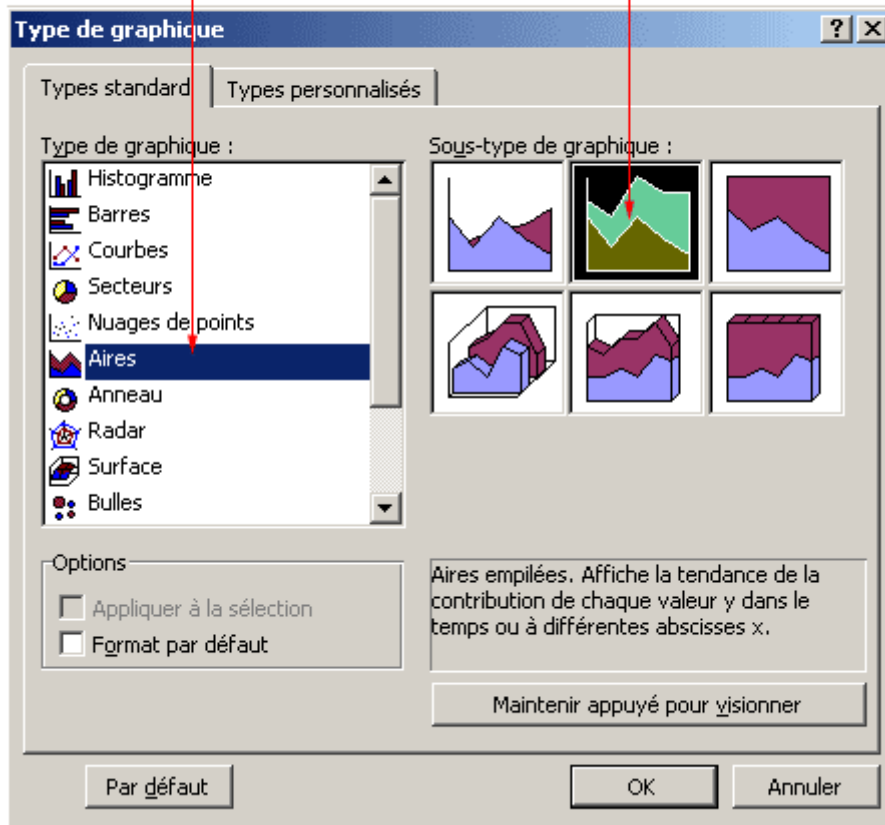 Type de graphique
Types standard
Types personnalisés
Type de graphique :
Histogramme
Barres
Courbes
Secteurs
Nuages de points
Aires
Anneau
Radar
Surface
Bulles
Sous-type de graphique :
Options
Appliquer à la sélection
Format par défaut
Aires empilées. Affiche la tendance de la
contribution de chaque valeur y dans le
temps ou à différentes abscisses x.
Maintenir appuyé pour visionner
Par défaut
OK
Annuler